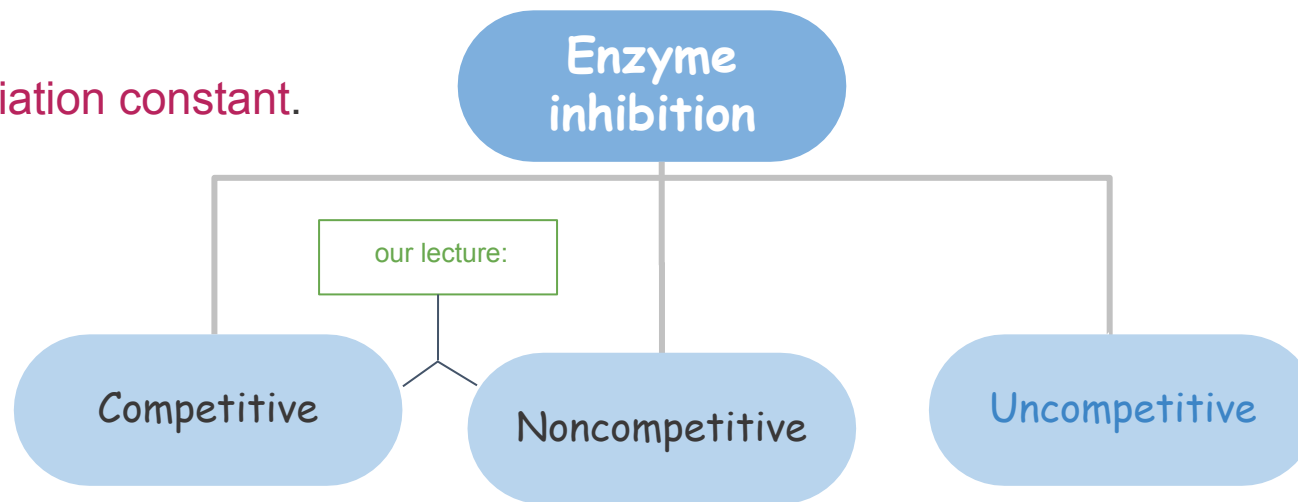 Enzyme
inhibition
iation constant.
our lecture:
Competitive
Noncompetitive
Uncompetitive